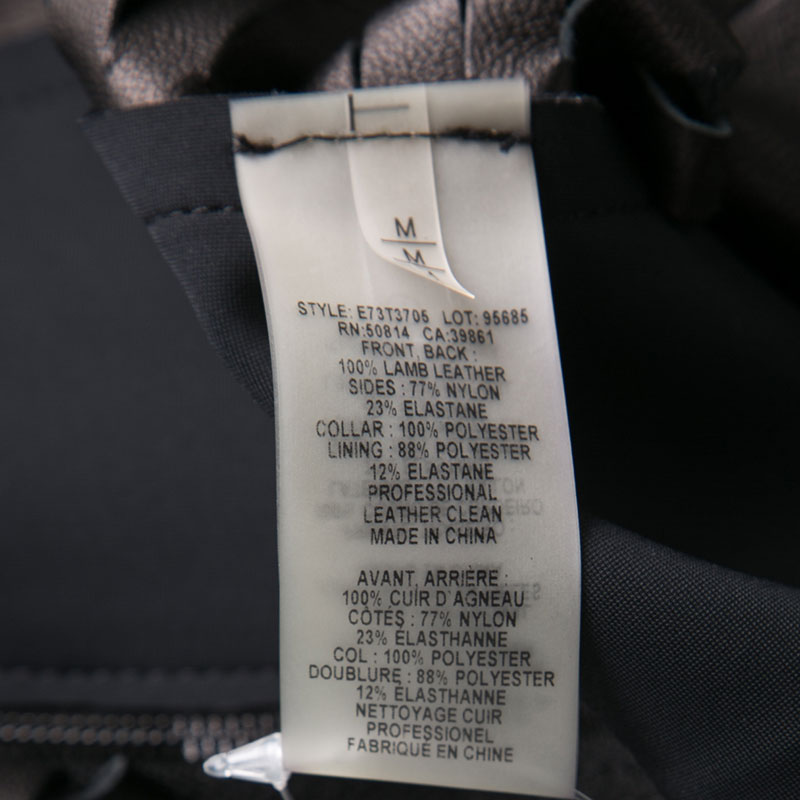 M
M
STYLE: E73T3705 LOT: 95685
RN:50814 CA:39861
FRONT, BACK :
100% LAMB LEATHER
SIDES : 77% NYLON
23% ELASTANE
COLLAR : 100% POLYESTER
LINING : 88% POLYESTER
12% ELASTANE
PROFESSIONAL
LEATHER CLEAN
MADE IN CHINA
AVANT, ARRIÈRE :
100% CUIR D'AGNEAU
CÔTÉS : 77% NYLON
23% ÉLASTHANNE
COL : 100% POLYESTER
DOUBLURE : 88% POLYESTER
12% ÉLASTHANNE
NETTOYAGE CUIR
PROFESSIONEL
FABRIQUÉ EN CHINE